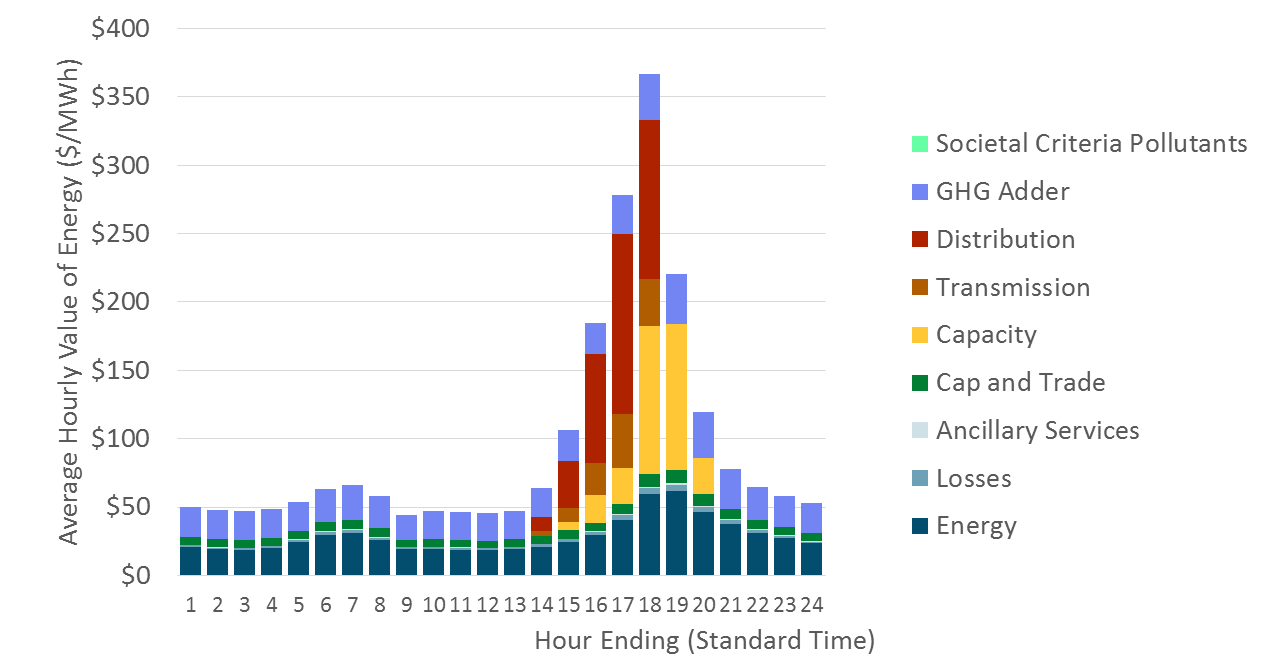 $400
$350
$300
$250
$200
$150
$100
$50
$0
Average Hourly Value of Energy ($/MWh)
1 2 3 4 5 6 7 8 9 10 11 12 13 14 15 16 17 18 19 20 21 22 23 24
Hour Ending (Standard Time)
Societal Criteria Pollutants
GHG Adder
Distribution
Transmission
Capacity
Cap and Trade
Ancillary Services
Losses
Energy